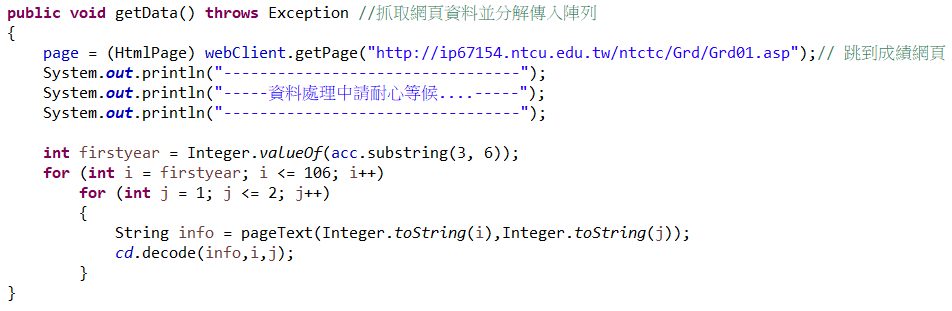 public void getData() throws Exception //抓取網頁資料並分解傳入陣列
{
    page = (HtmlPage) webClient.getPage("http://ip67154.ntcu.edu.tw/ntctc/Grd/Grd01.asp");// 跳到成績網頁
    System.out.println("---------------------------------");
    System.out.println("-----資料處理中請耐心等候....-----");
    System.out.println("---------------------------------");
    int firstyear = Integer.valueOf(acc.substring(3, 6));
    for (int i = firstyear; i <= 106; i++)
        for (int j = 1; j <= 2; j++)
        {
            String info = pageText(Integer.toString(i),Integer.toString(j));
            cd.decode(info,i,j);
        }
}